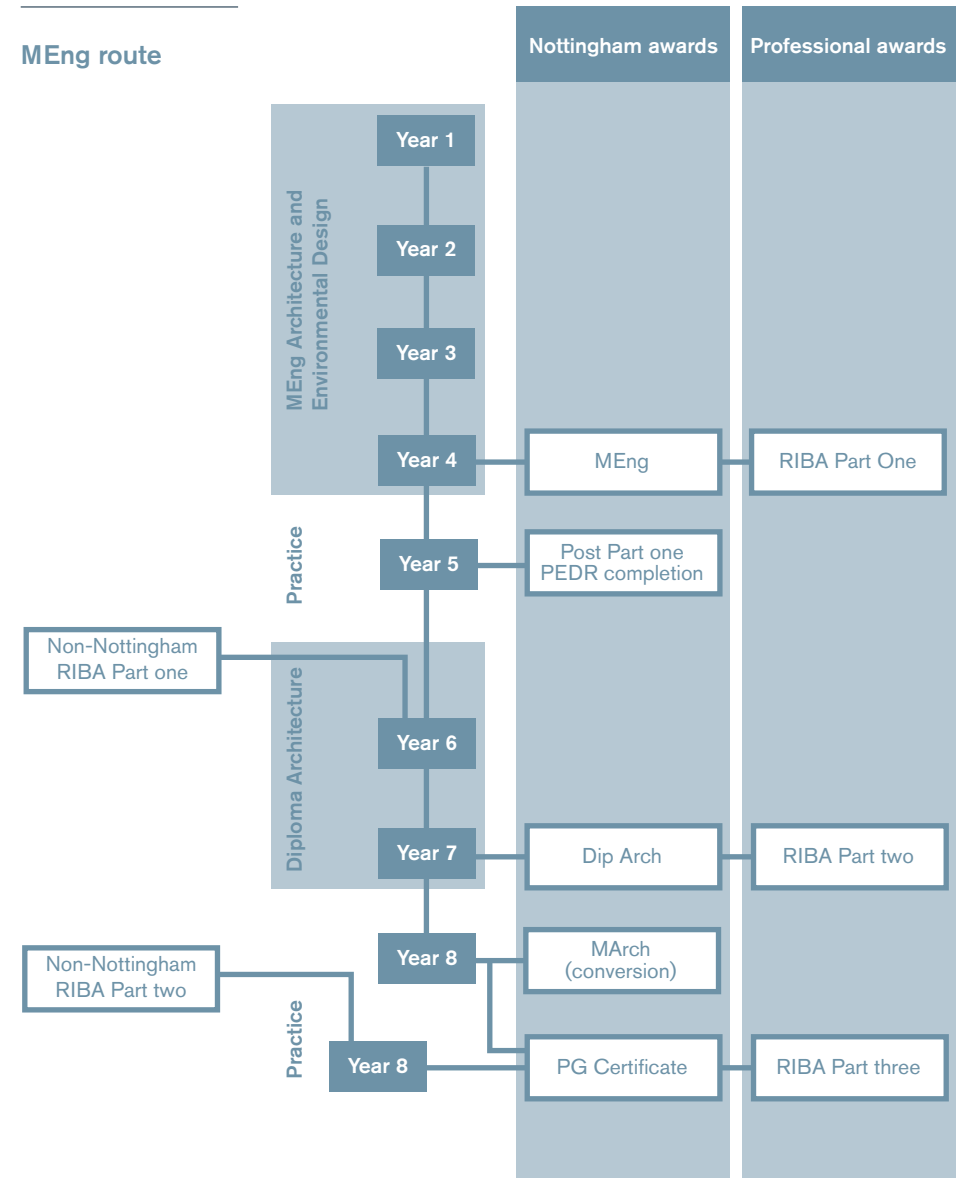 MEng route
Nottingham awards
Professional awards
MEng Architecture and
Environmental Design
Year 1
Year 2
Year 3
Year 4
MEng
RIBA Part One
Practice
Year 5
Post Part one
PEDR completion
Non-Nottingham
RIBA Part one
Diploma Architecture
Year 6
Year 7
Dip Arch
RIBA Part two
Year 8
MArch
(conversion)
Non-Nottingham
RIBA Part two
Practice
Year 8
PG Certificate
RIBA Part three